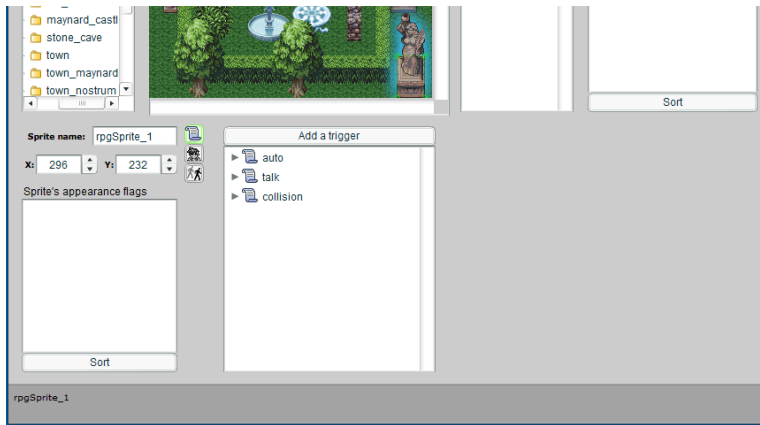 maynard_castl
stone_cave
town
town_maynard
town_nostrum
Sort
Sprite name: rpgSprite_1
Add a trigger
X: 296 Y: 232
auto
talk
collision
Sprite's appearance flags
Sort
rpgSprite_1